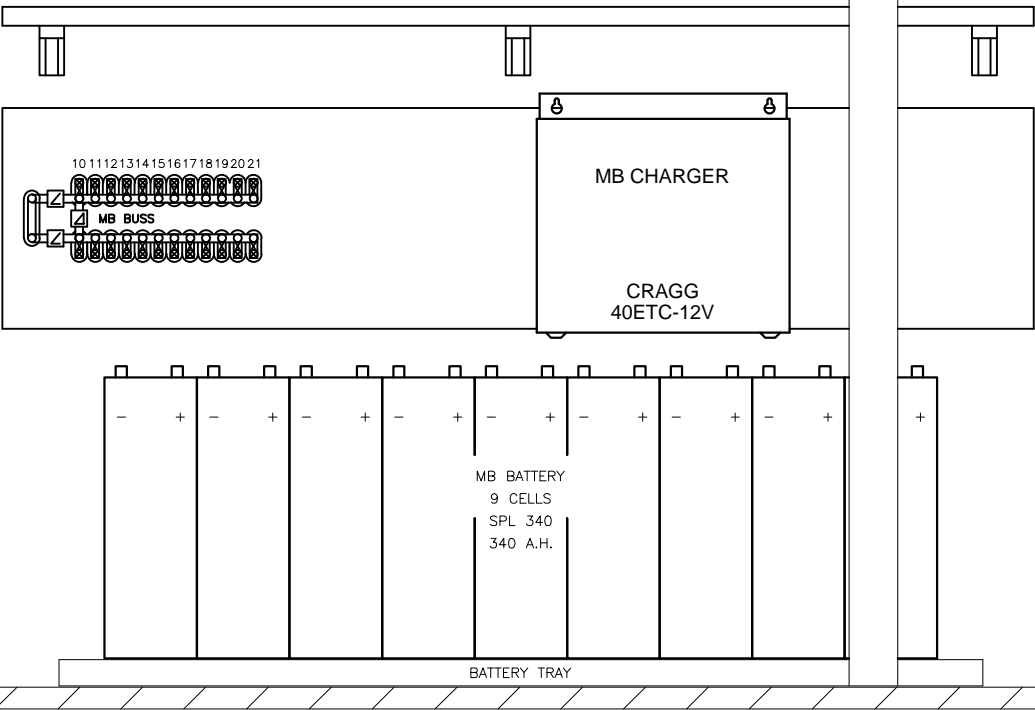 10 11 12 13 14 15 16 17 18 19 20 21
MB BUSS
MB CHARGER
CRAGG
40ETC-12V
- + - + - + - + - + - + - + - + +
MB BATTERY
9 CELLS
SPL 340
340 A.H.
BATTERY TRAY